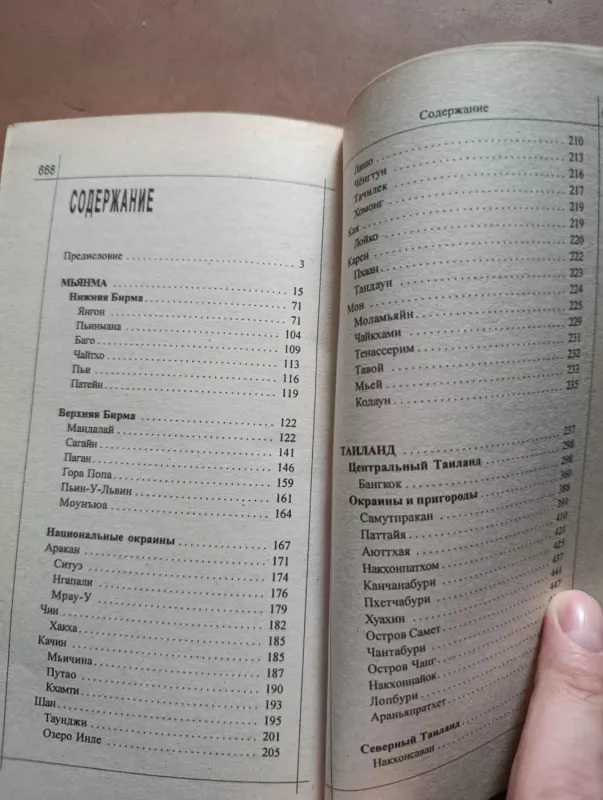 668
СОДЕРЖАНИЕ
Предисловие 3
МЬЯНМА 15
Нижняя Бирма 71
Янгон 71
Пьинмана 104
Баго 109
Чайтхо 113
Пьи 116
Патейн 119
Верхняя Бирма 122
Мандалай 122
Сагайн 141
Паган 146
Гора Попа 159
Пьин-У-Львин 161
Моунъюа 164
Национальные окраины 167
Аракан 171
Ситуэ 174
Нгапали 176
Мрау-У 179
Чин 182
Хакха 185
Качин 185
Мьичина 187
Путао 190
Кхамти 193
Шан 195
Таунджи 201
Озеро Инле 205
Содержание
Лашо 210
Ченгтун 213
Тачилек 216
Хомонг 217
Кая 219
Лойко 219
Карен 220
Пхаан 222
Тандаун 223
Мон 224
Моламьяйн 225
Чайкхами 229
Тенассерим 231
Тавой 232
Мьей 233
Кодаун 235
ТАИЛАНД 237
Центральный Таиланд 298
Бангкок 298
Окраины и пригороды
Самутпракан 388
Паттайя 391
Аюттхая 410
Накхонпатхом 421
Канчанабури 425
Пхетчабури 437
Хуахин
Остров Самет 447
Чантабури
Остров Чанг
Накхоннайок
Лопбури
Араньяпратхет
Северный Таиланд
Накхонсаван